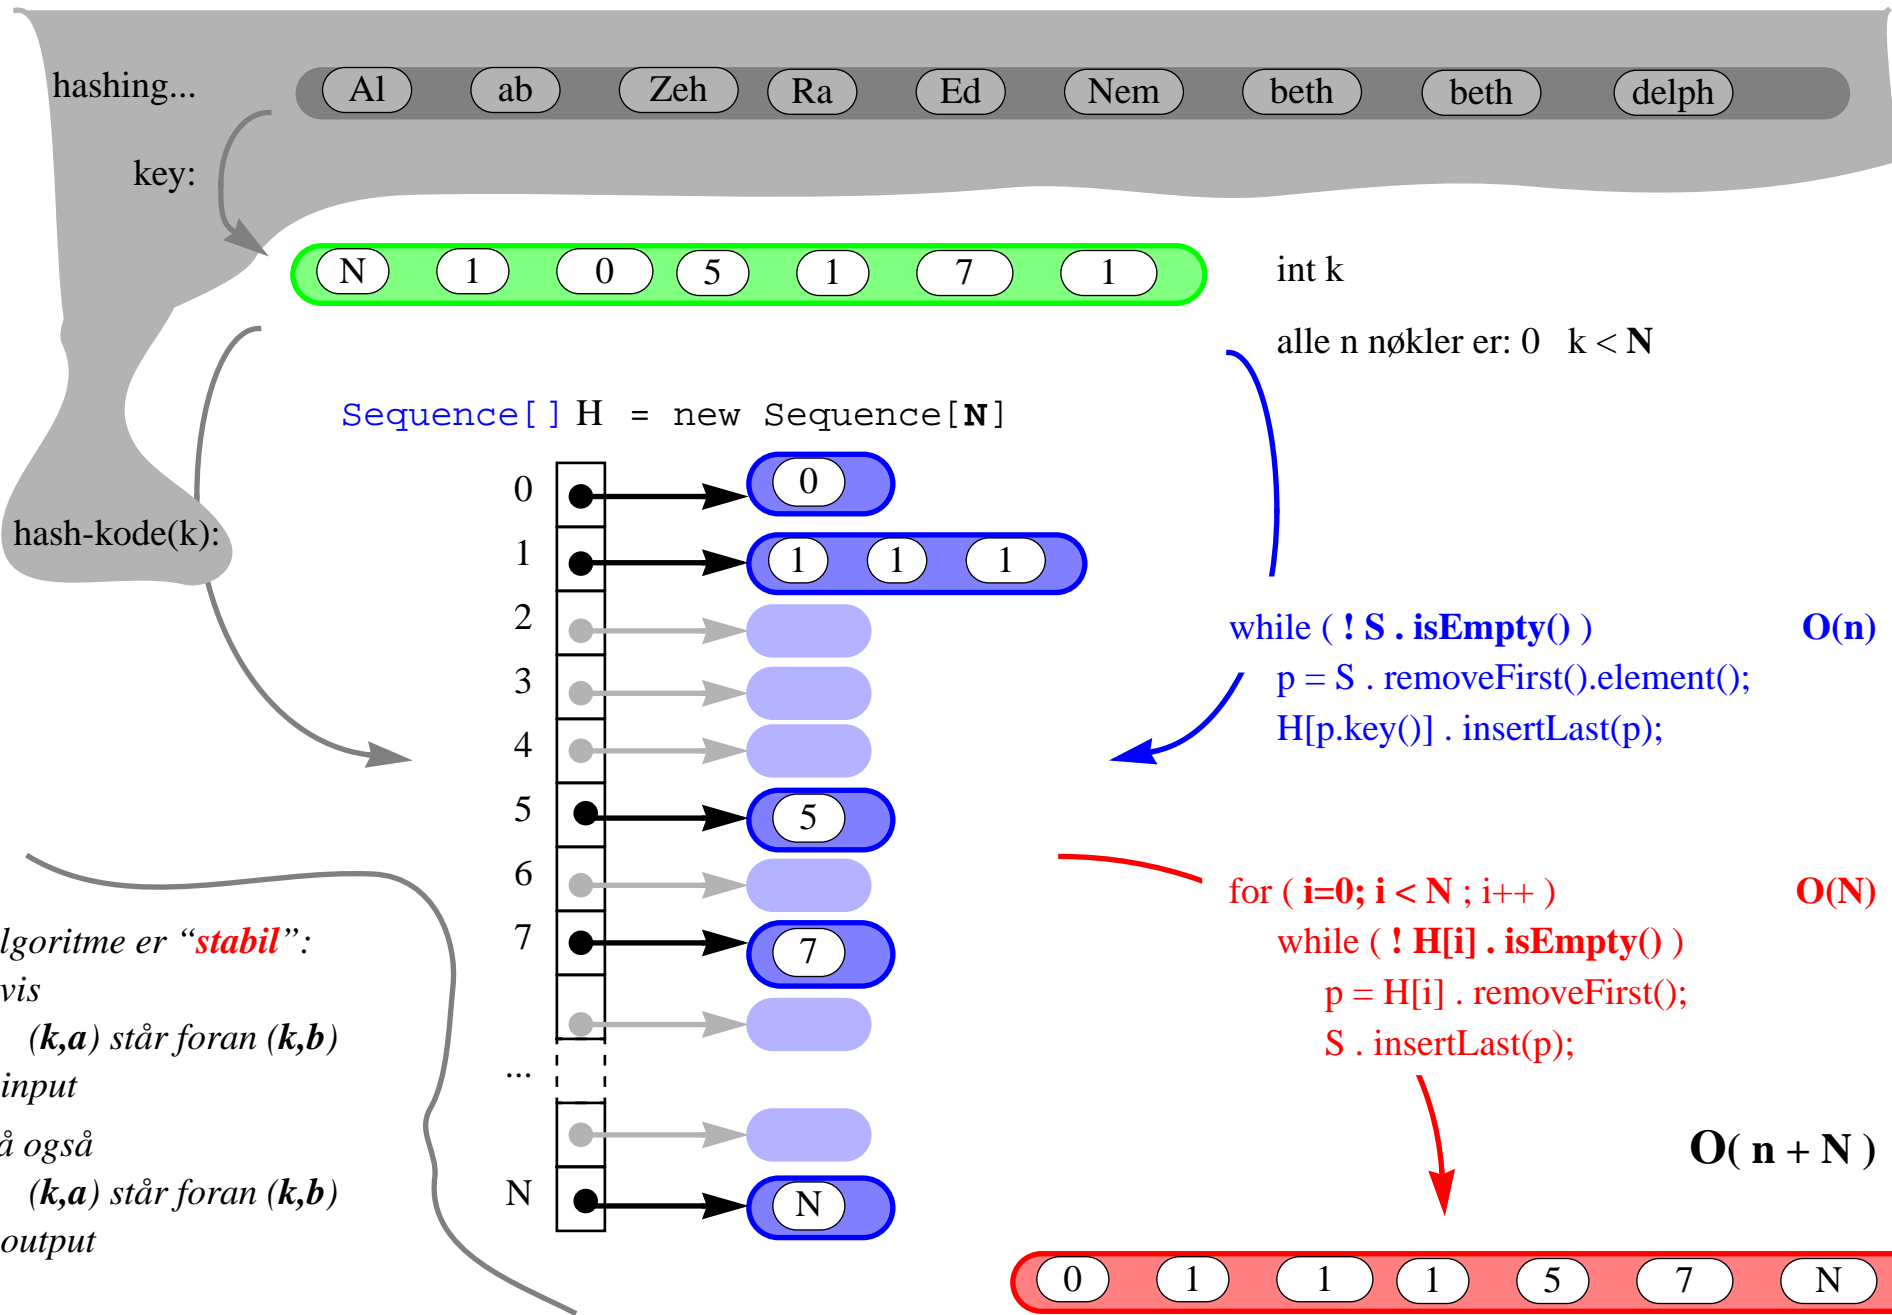 hashing... Al ab Zeh Ra Ed Nem beth beth delph
key:
N 1 0 5 1 7 1 int k
alle n nøkler er: 0 k < N
Sequence[] H = new Sequence[N]
0 0
hash-kode(k):
1 1 1 1
2
3
4
5 5
6
7 7
...
N N
while ( ! S . isEmpty() ) O(n)
p = S . removeFirst().element();
H[p.key()] . insertLast(p);
for ( i=0; i < N ; i++ ) O(N)
while ( ! H[i] . isEmpty() )
p = H[i] . removeFirst();
S . insertLast(p);
O( n + N )
lgoritme er “stabil”:
vis
(k,a) står foran (k,b)
input
å også
(k,a) står foran (k,b)
output
0 1 1 1 5 7 N